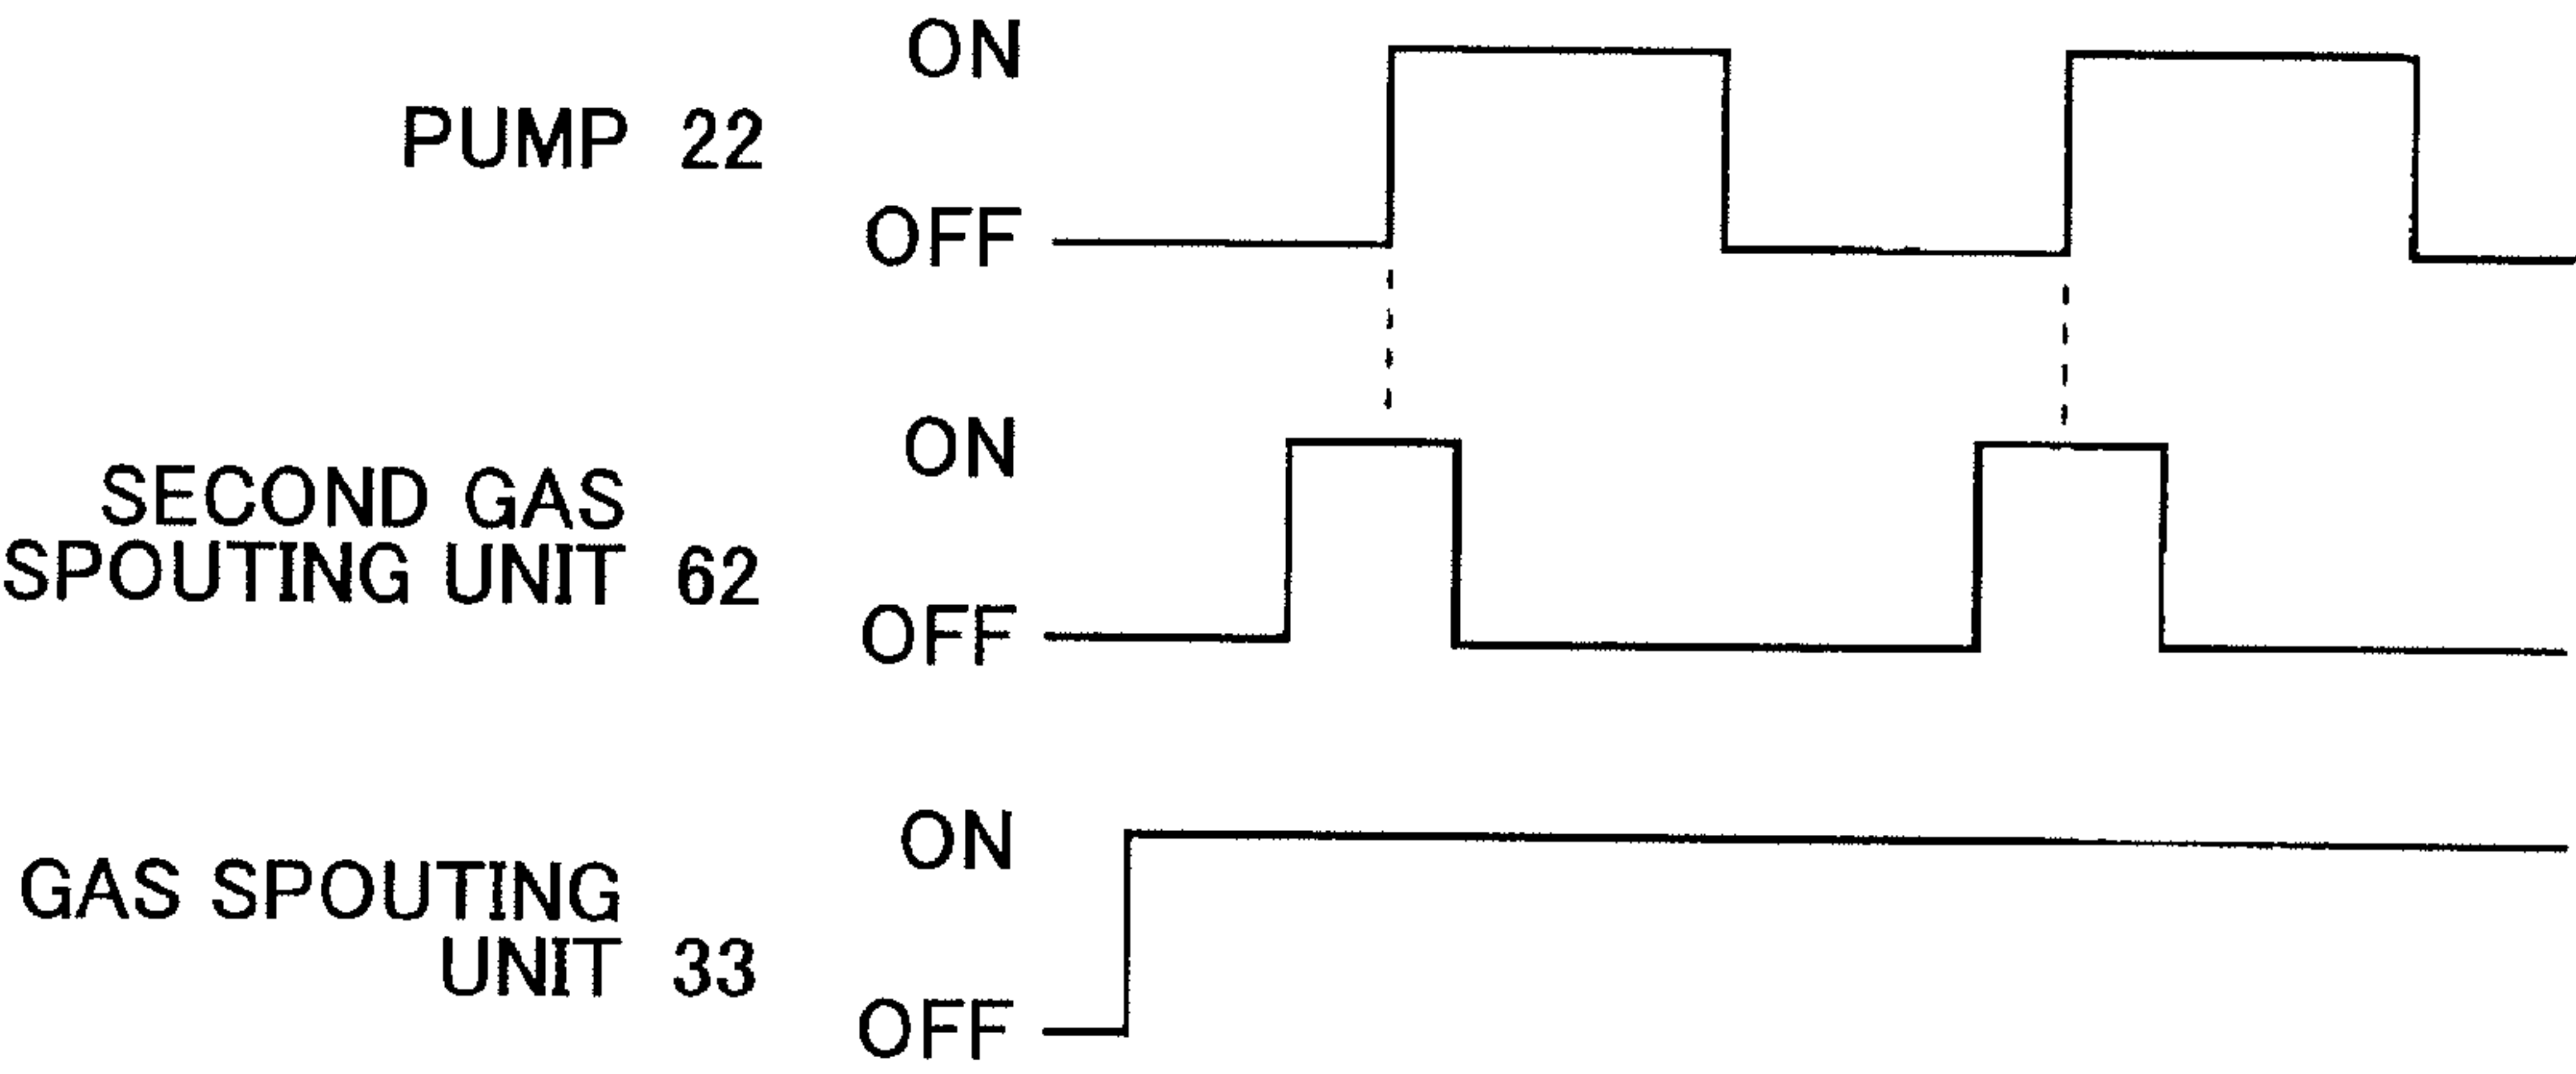 ON
PUMP 22
OFF
ON
SECOND GAS
SPOUTING UNIT 62
OFF
ON
GAS SPOUTING
UNIT 33
OFF